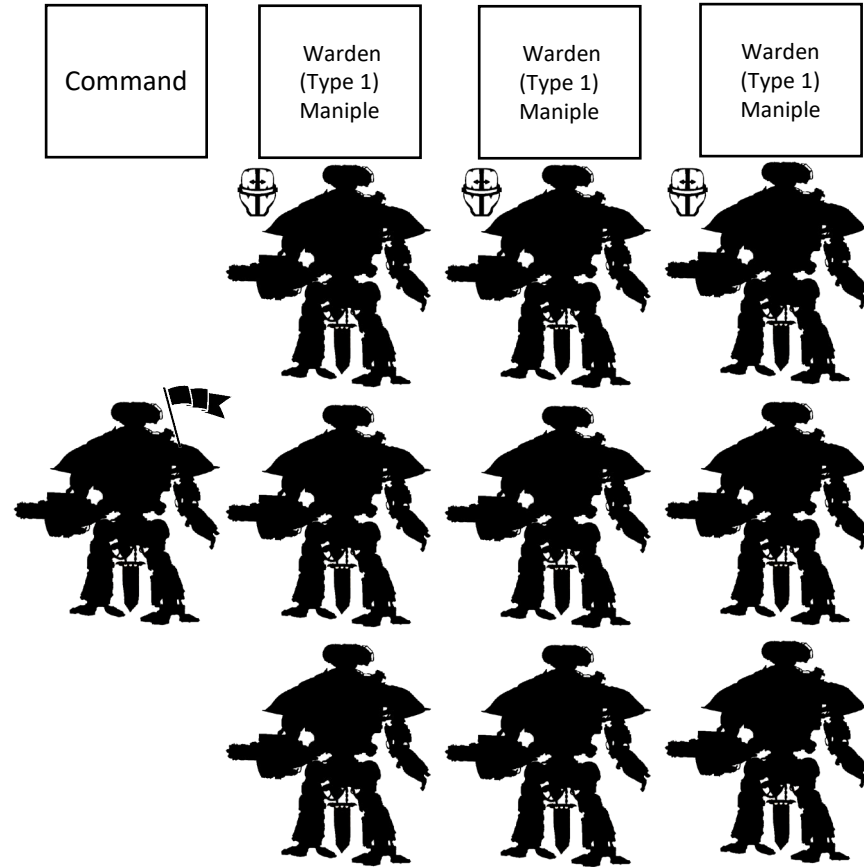 Command
Warden
(Type 1)
Maniple
Warden
(Type 1)
Maniple
Warden
(Type 1)
Maniple